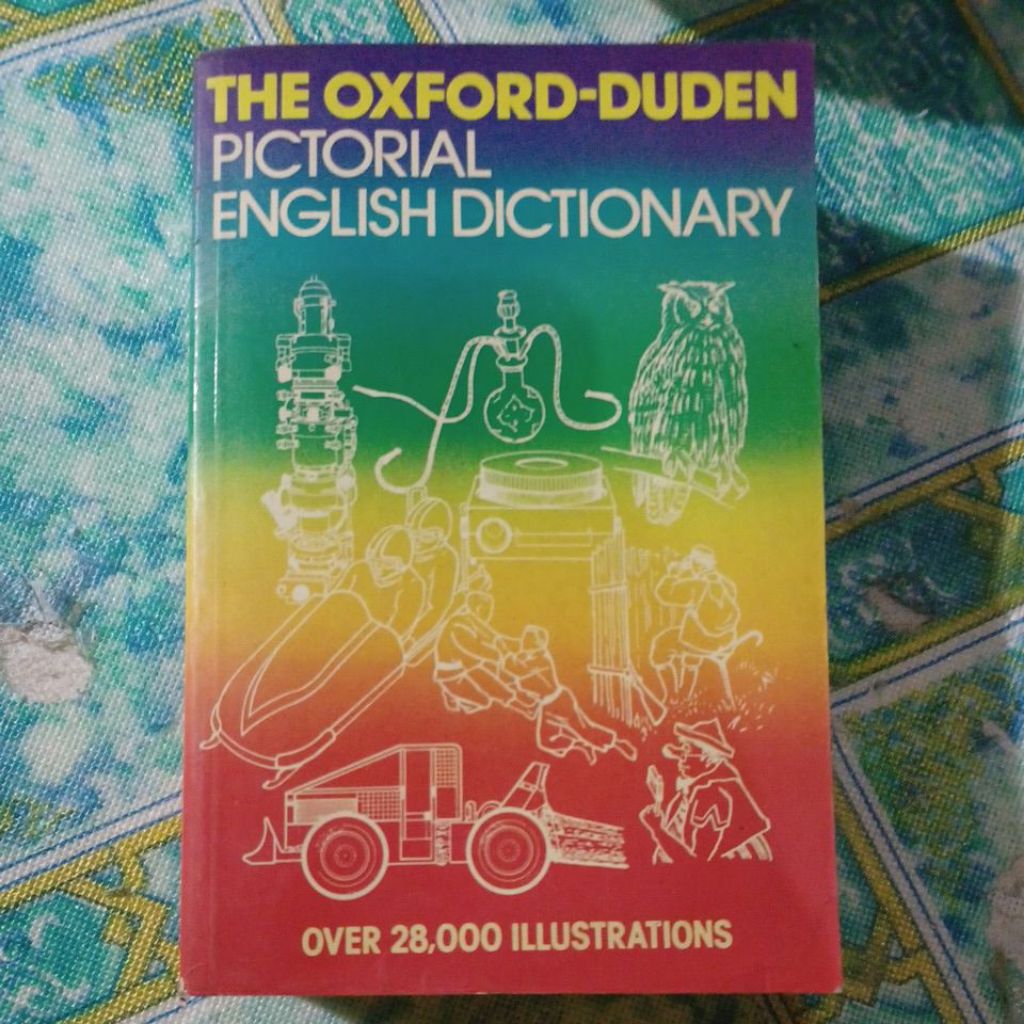 THE OXFORD-DUDEN
PICTORIAL
ENGLISH DICTIONARY
OVER 28,000 ILLUSTRATIONS